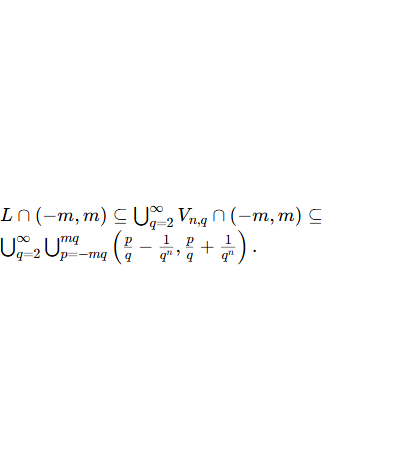 L ∩ (−m, m) ⊆ ⋃_{q=2}^{∞} V_{n,q} ∩ (−m, m) ⊆
⋃_{q=2}^{∞} ⋃_{p=−mq}^{mq} (p/q − 1/q^n, p/q + 1/q^n).